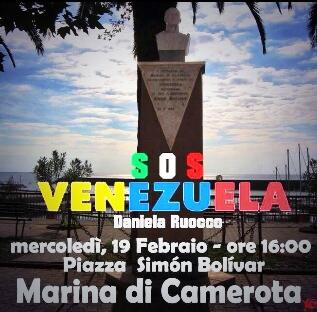 SOS
VENEZUELA
Daniela Ruocco
mercoledì, 19 Febraio - ore 16:00
Piazza Simón Bolívar
Marina di Camerota